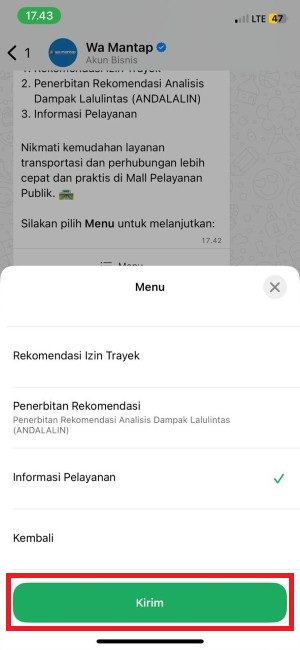 17.43
LTE 47
1
Wa Mantap
Akun Bisnis
1. Rekomendasi Izin Trayek
2. Penerbitan Rekomendasi Analisis
Dampak Lalulintas (ANDALALIN)
3. Informasi Pelayanan
Nikmati kemudahan layanan
transportasi dan perhubungan lebih
cepat dan praktis di Mall Pelayanan
Publik. 🚔
Silakan pilih Menu untuk melanjutkan:
17.42
Menu
Menu
Rekomendasi Izin Trayek
Penerbitan Rekomendasi
Penerbitan Rekomendasi Analisis Dampak Lalulintas
(ANDALALIN)
Informasi Pelayanan
Kembali
Kirim